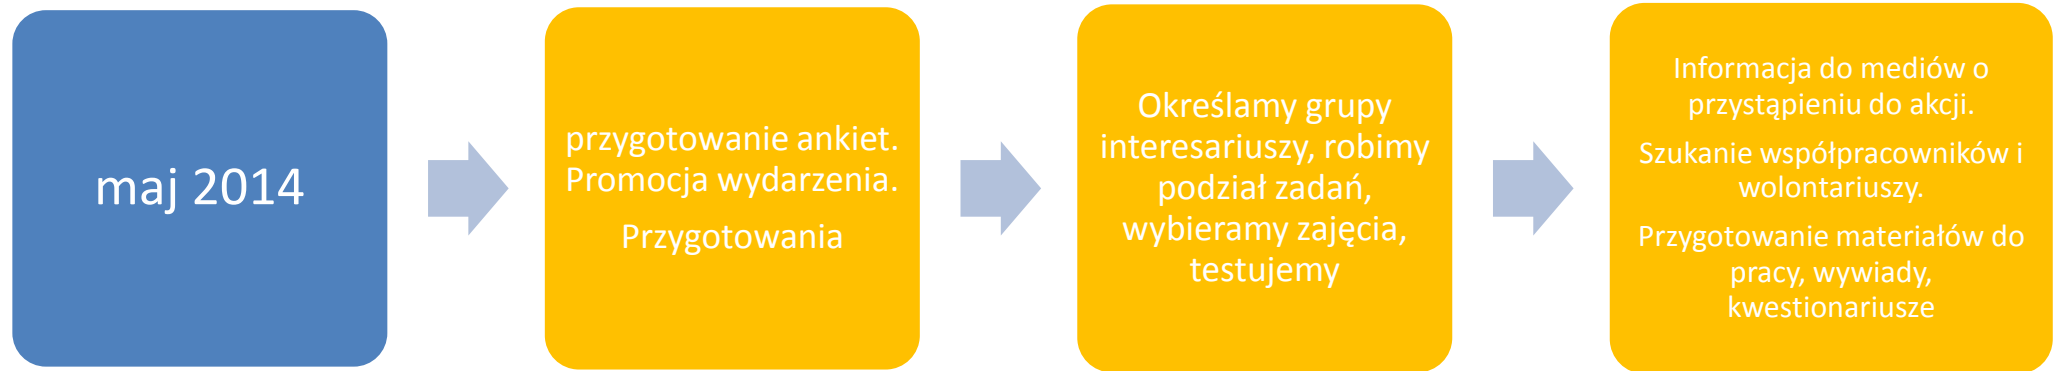 maj 2014
przygotowanie ankiet.
Promocja wydarzenia.
Przygotowania
Określamy grupy
interesariuszy, robimy
podział zadań,
wybieramy zajęcia,
testujemy
Informacja do mediów o
przystąpieniu do akcji.
Szukanie współpracowników i
wolontariuszy.
Przygotowanie materiałów do
pracy, wywiady,
kwestionariusze